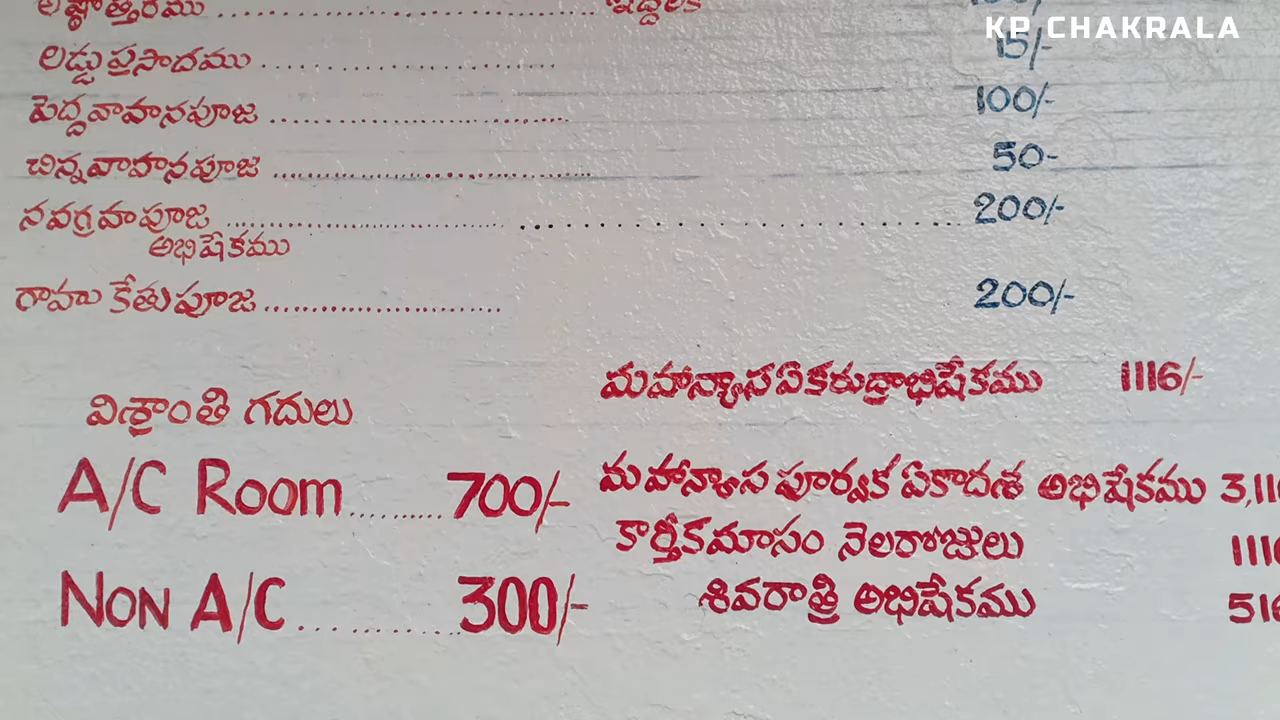 KP CHAKRALA
లడ్డు ప్రసాదము .............................. 15/-
పెద్దవాహనపూజ .............................. 100/-
చిన్నవాహనపూజ .............................. 50-
నవగ్రహపూజ .............................. 200/-
అభిషేకము
రాహు కేతు పూజ .............................. 200/-
మహాన్యాస ఏకరుద్రాభిషేకము 1116/-
విశ్రాంతి గదులు
A/C Room ......... 700/-
మహాన్యాస పూర్వక ఏకాదశ అభిషేకము
కార్తీకమాసం నెలరోజులు
Non A/C ............ 300/-
శివరాత్రి అభిషేకము